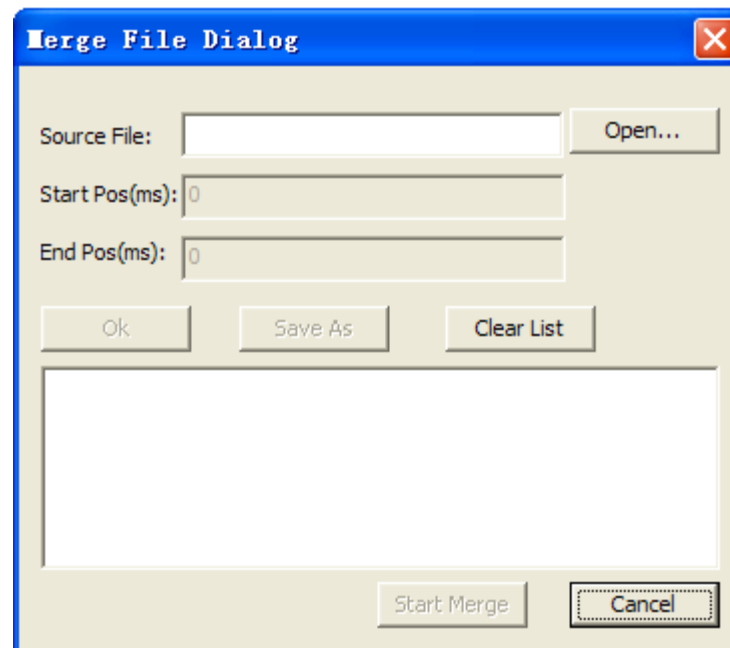 Merge File Dialog
Source File:
Open...
Start Pos(ms): 0
End Pos(ms): 0
Ok
Save As
Clear List
Start Merge
Cancel